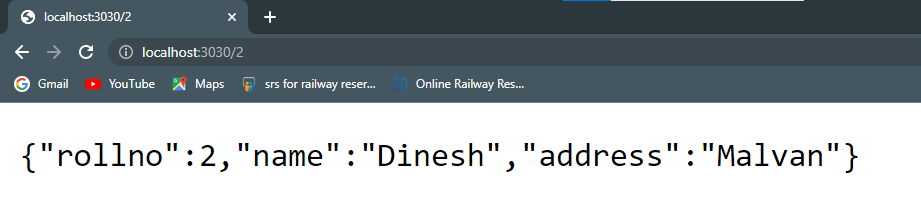 localhost:3030/2
localhost:3030/2
Gmail YouTube Maps srs for railway reser... Online Railway Res...
{"rollno":2,"name":"Dinesh","address":"Malvan"}